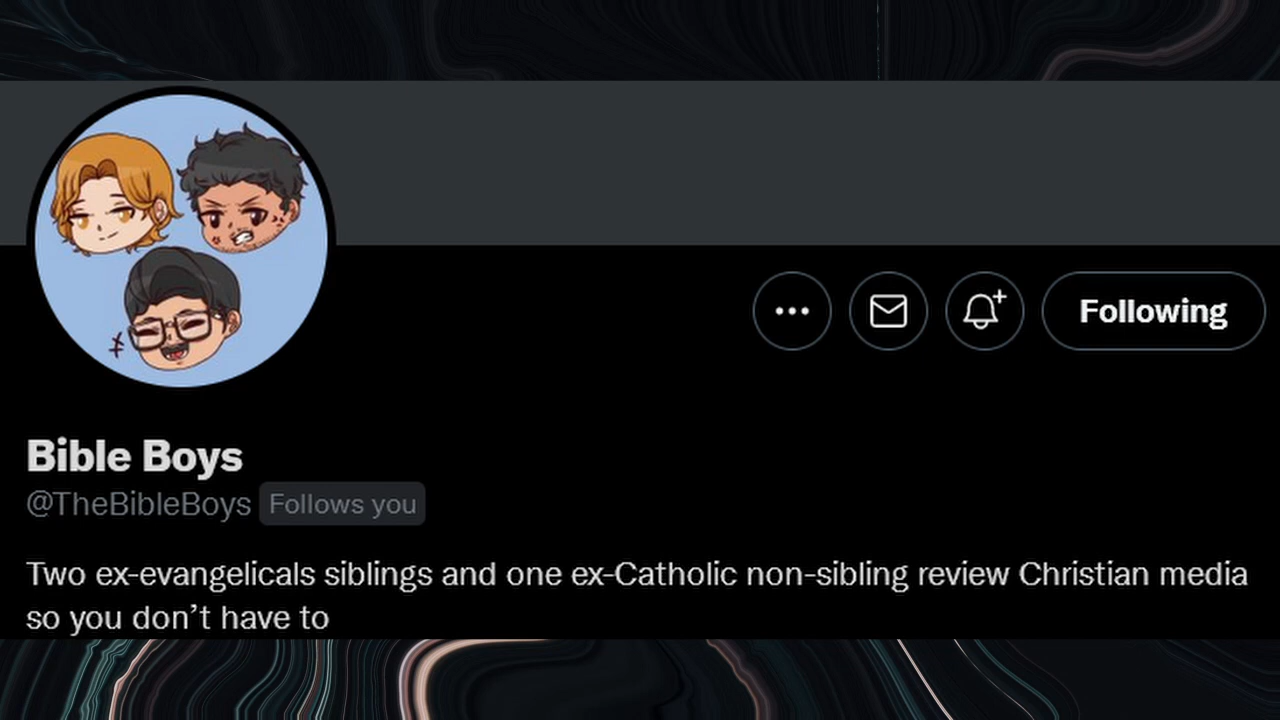 Following
Bible Boys
@TheBibleBoys Follows you
Two ex-evangelicals siblings and one ex-Catholic non-sibling review Christian media
so you don’t have to